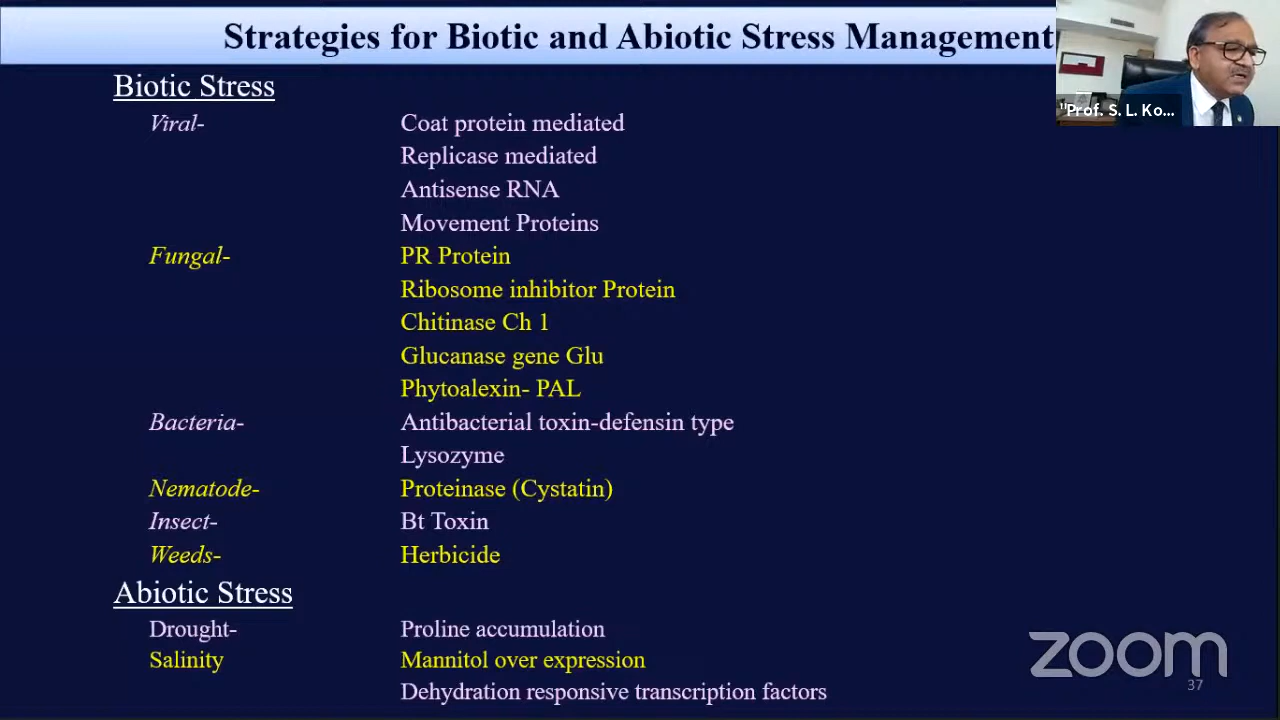 Strategies for Biotic and Abiotic Stress Management
"Prof. S. L. Ko...
Biotic Stress
Viral- Coat protein mediated
Replicase mediated
Antisense RNA
Movement Proteins
Fungal- PR Protein
Ribosome inhibitor Protein
Chitinase Ch 1
Glucanase gene Glu
Phytoalexin- PAL
Bacteria- Antibacterial toxin-defensin type
Lysozyme
Nematode- Proteinase (Cystatin)
Insect- Bt Toxin
Weeds- Herbicide
Abiotic Stress
Drought- Proline accumulation
Salinity Mannitol over expression
Dehydration responsive transcription factors
zoom
37